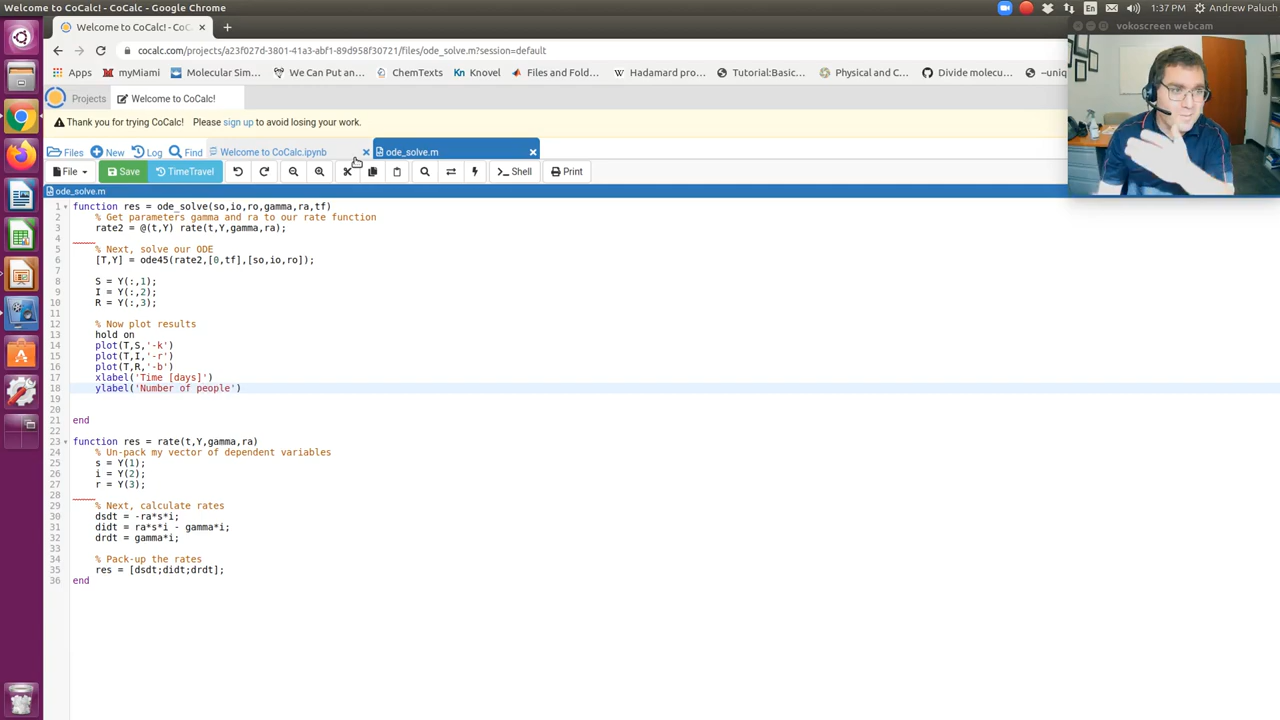 Welcome to CoCalc! - CoCalc - Google Chrome
En
1:37 PM
Andrew Paluch
Welcome to CoCalc! - CoC
vokoscreen webcam
cocalc.com/projects/a23f027d-3801-41a3-abf1-89d958f30721/files/ode_solve.m?session=default
Apps
myMiami
Molecular Sim...
We Can Put an...
ChemTexts
Knovel
Files and Fold...
Hadamard pro...
Tutorial:Basic...
Physical and C...
Divide molecu...
--uniq
Projects
Welcome to CoCalc!
Thank you for trying CoCalc! Please sign up to avoid losing your work.
Files
New
Log
Find
Welcome to CoCalc.ipynb
ode_solve.m
File
Save
TimeTravel
Shell
Print
ode_solve.m
1 function res = ode_solve(so,io,ro,gamma,ra,tf)
2 % Get parameters gamma and ra to our rate function
3 rate2 = @(t,Y) rate(t,Y,gamma,ra);
4
5 % Next, solve our ODE
6 [T,Y] = ode45(rate2,[0,tf],[so,io,ro]);
7
8 S = Y(:,1);
9 I = Y(:,2);
10 R = Y(:,3);
11
12 % Now plot results
13 hold on
14 plot(T,S,'-k')
15 plot(T,I,'-r')
16 plot(T,R,'-b')
17 xlabel('Time [days]')
18 ylabel('Number of people')
19
20
21 end
22
23 function res = rate(t,Y,gamma,ra)
24 % Un-pack my vector of dependent variables
25 s = Y(1);
26 i = Y(2);
27 r = Y(3);
28
29 % Next, calculate rates
30 dsdt = -ra*s*i;
31 didt = ra*s*i - gamma*i;
32 drdt = gamma*i;
33
34 % Pack-up the rates
35 res = [dsdt;didt;drdt];
36 end